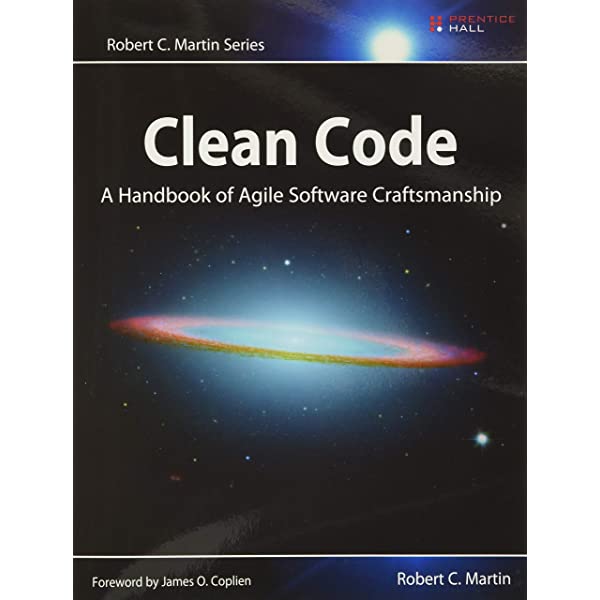 Robert C. Martin Series
PRENTICE
HALL
Clean Code
A Handbook of Agile Software Craftsmanship
Foreword by James O. Coplien
Robert C. Martin